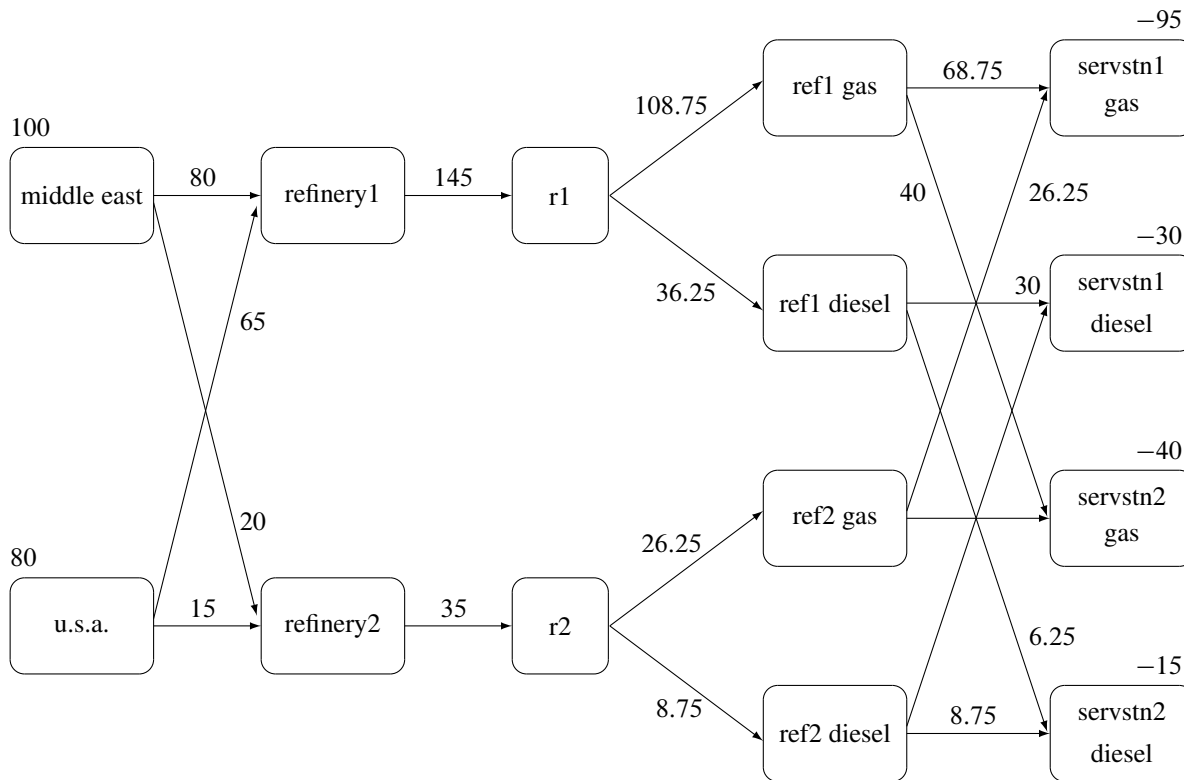 −95
68.75
ref1 gas
servstn1
gas
108.75
100
middle east
80
refinery1
145
r1
40
26.25
−30
36.25
ref1 diesel
30
servstn1
diesel
65
−40
20
26.25
ref2 gas
servstn2
gas
80
u.s.a.
15
refinery2
35
r2
6.25
−15
8.75
ref2 diesel
8.75
servstn2
diesel